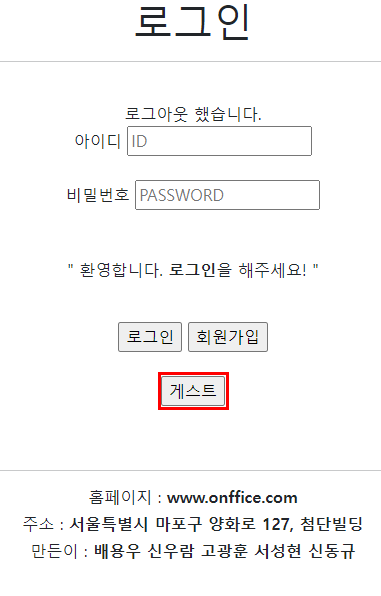 로그인
로그아웃 했습니다.
아이디 ID
비밀번호 PASSWORD
" 환영합니다. 로그인을 해주세요! "
로그인 회원가입
게스트
홈페이지 : www.onffice.com
주소 : 서울특별시 마포구 양화로 127, 첨단빌딩
만든이 : 배용우 신우람 고광훈 서성현 신동규